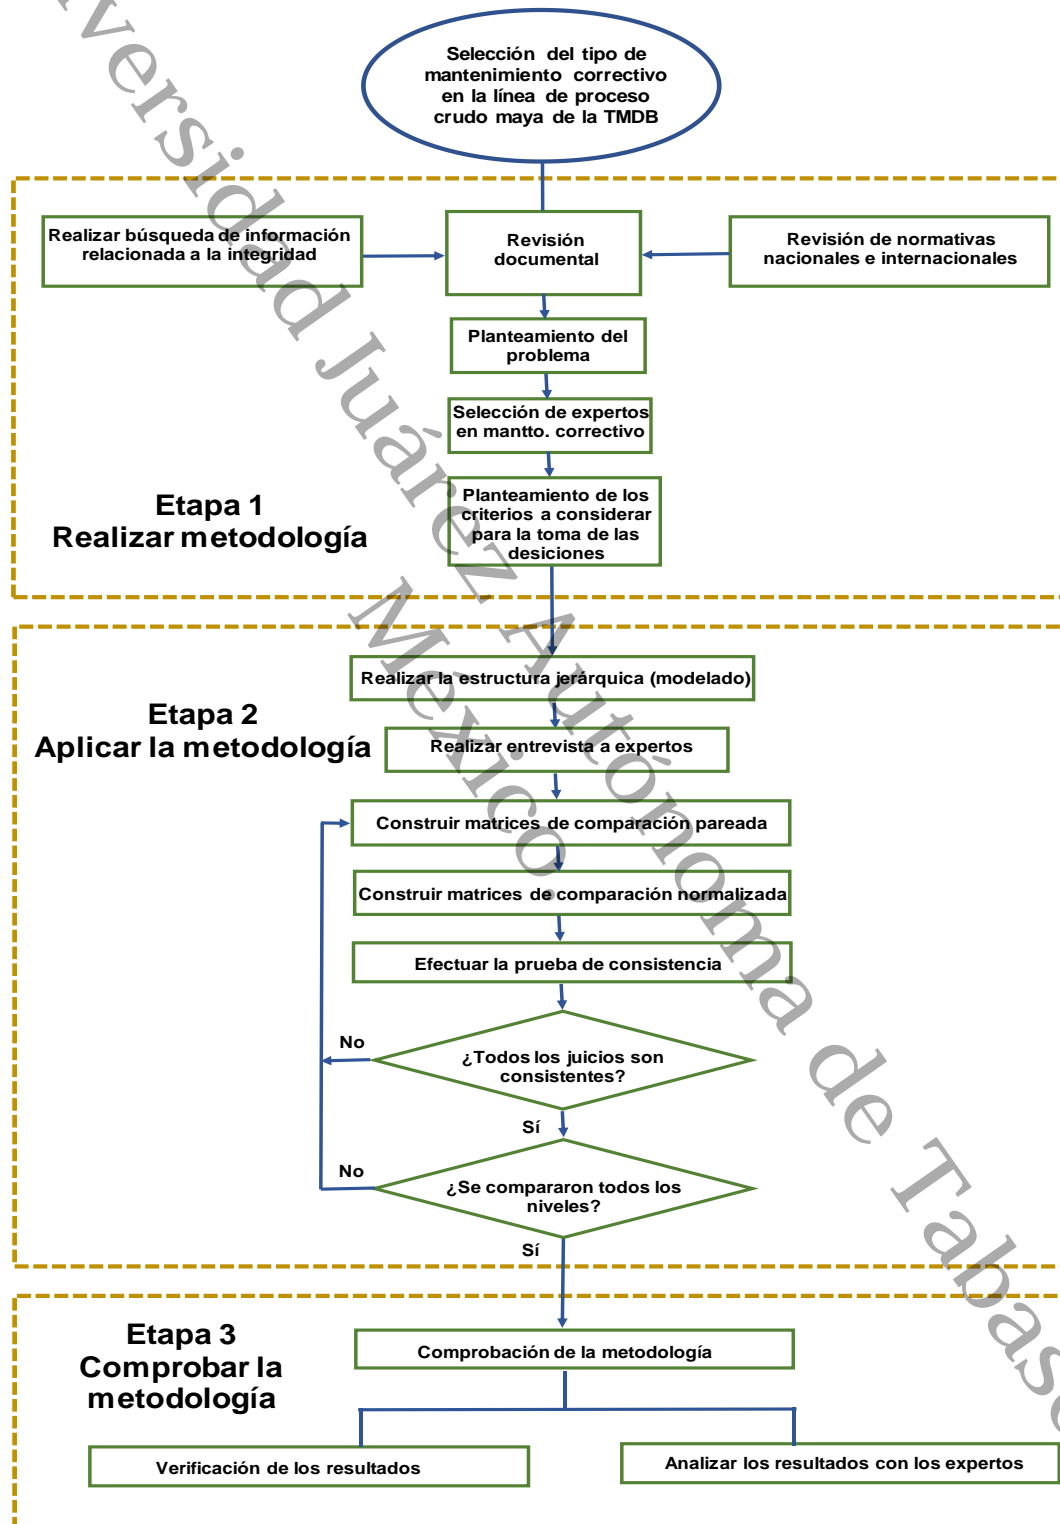 Selección del tipo de
mantenimiento correctivo
en la línea de proceso
crudo maya de la TMDB
Realizar búsqueda de información
relacionada a la integridad
Revisión
documental
Revisión de normativas
nacionales e internacionales
Planteamiento del
problema
Selección de expertos
en mantto. correctivo
Planteamiento de los
criterios a considerar
para la toma de las
desiciones
Etapa 1
Realizar metodología
Realizar la estructura jerárquica (modelado)
Etapa 2
Aplicar la metodología
Realizar entrevista a expertos
Construir matrices de comparación pareada
Construir matrices de comparación normalizada
Efectuar la prueba de consistencia
No
¿Todos los juicios son
consistentes?
Sí
No
¿Se compararon todos los
niveles?
Sí
Etapa 3
Comprobar la
metodología
Comprobación de la metodología
Verificación de los resultados
Analizar los resultados con los expertos
versidad Juárez Autónoma de Tabasc
México.